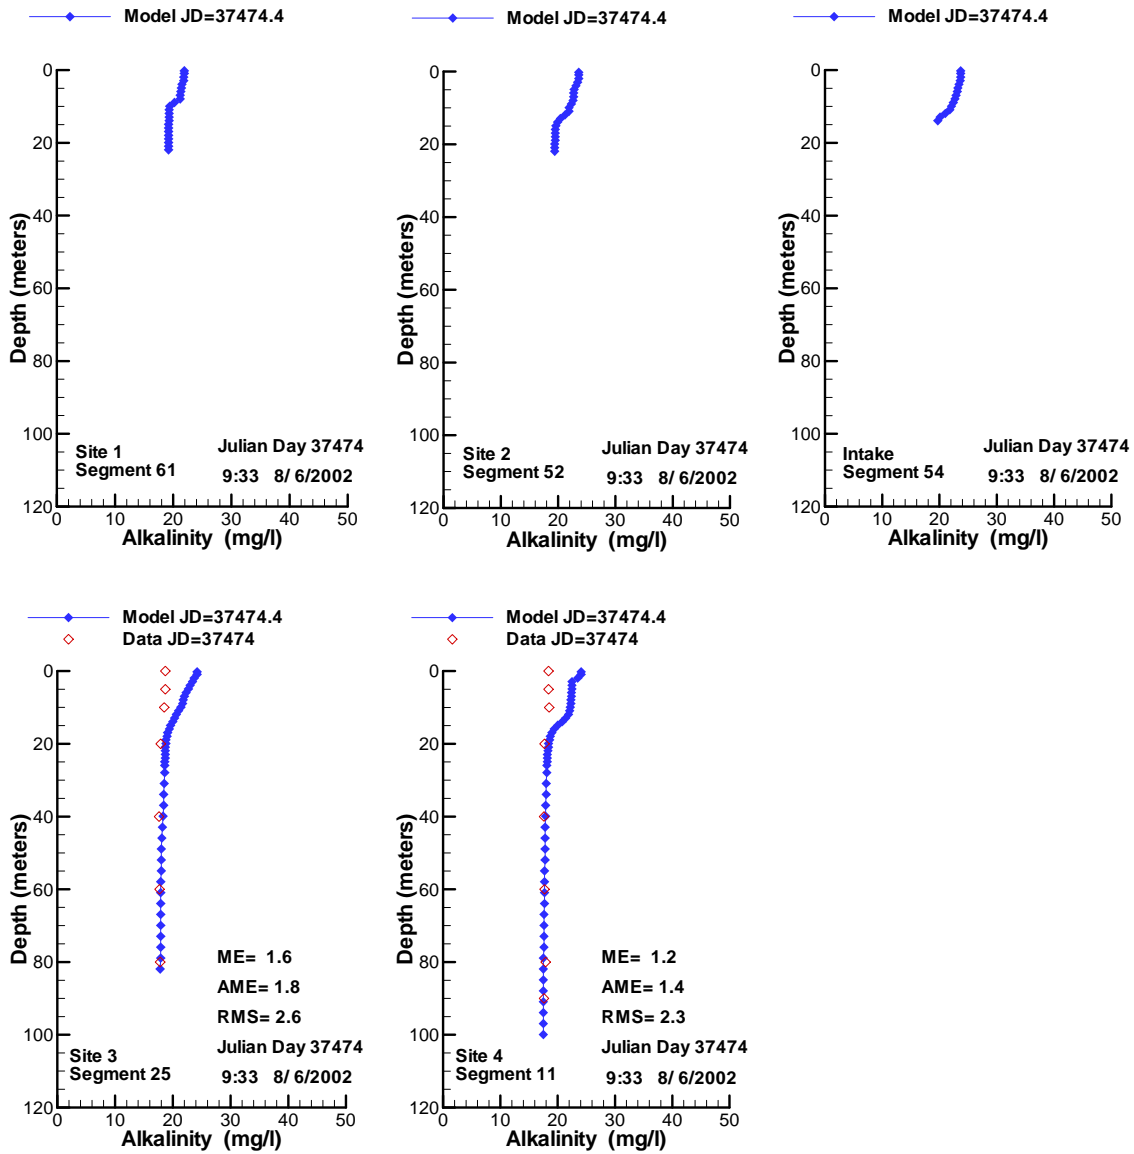 Model JD=37474.4
0
20
40
60
80
100
120
Depth (meters)
Site 1
Segment 61
Julian Day 37474
9:33 8/ 6/2002
0 10 20 30 40 50
Alkalinity (mg/l)
Model JD=37474.4
0
20
40
60
80
100
120
Depth (meters)
Site 2
Segment 52
Julian Day 37474
9:33 8/ 6/2002
0 10 20 30 40 50
Alkalinity (mg/l)
Model JD=37474.4
0
20
40
60
80
100
120
Depth (meters)
Intake
Segment 54
Julian Day 37474
9:33 8/ 6/2002
0 10 20 30 40 50
Alkalinity (mg/l)
Model JD=37474.4
Data JD=37474
0
20
40
60
80
100
120
Depth (meters)
ME= 1.6
AME= 1.8
RMS= 2.6
Site 3
Segment 25
Julian Day 37474
9:33 8/ 6/2002
0 10 20 30 40 50
Alkalinity (mg/l)
Model JD=37474.4
Data JD=37474
0
20
40
60
80
100
120
Depth (meters)
ME= 1.2
AME= 1.4
RMS= 2.3
Site 4
Segment 11
Julian Day 37474
9:33 8/ 6/2002
0 10 20 30 40 50
Alkalinity (mg/l)